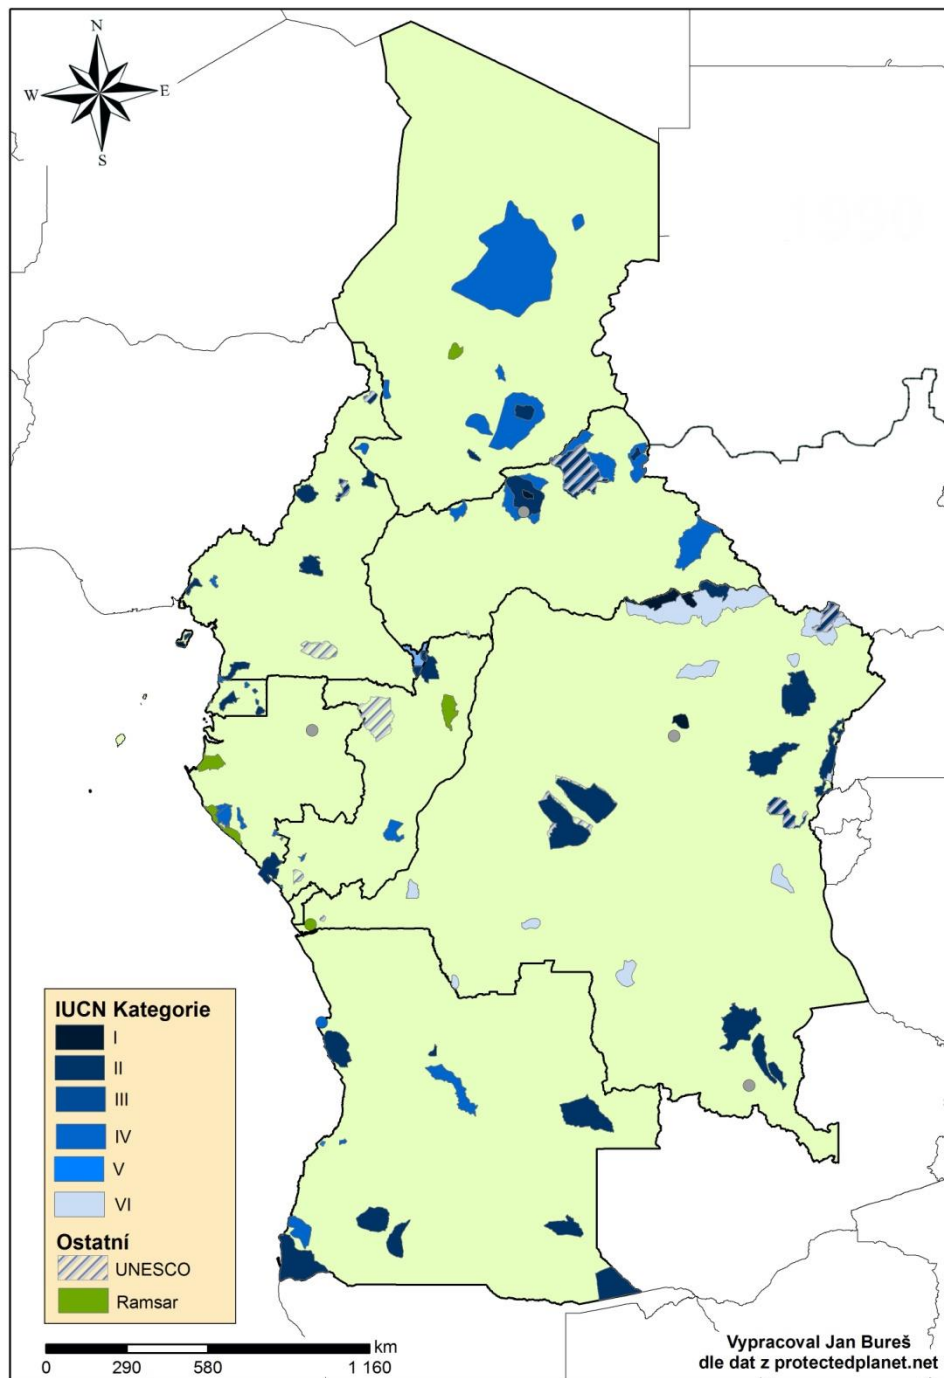 N
W
E
S
IUCN Kategorie
I
II
III
IV
V
VI
Ostatní
UNESCO
Ramsar
km
0 290 580 1 160
Vypracoval Jan Bureš
dle dat z protectedplanet.net